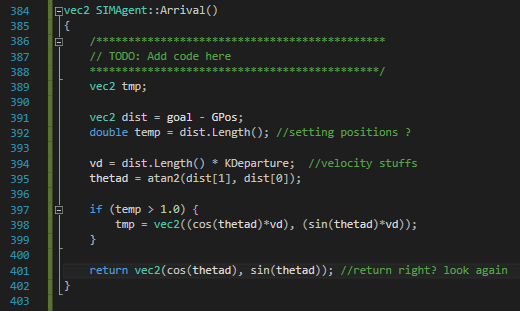 384 vec2 SIMAgent::Arrival()
385 {
386 /*********************************************
387 // TODO: Add code here
388 *********************************************/
389 vec2 tmp;
390
391 vec2 dist = goal - GPos;
392 double temp = dist.Length(); //setting positions ?
393
394 vd = dist.Length() * KDeparture;  //velocity stuffs
395 thetad = atan2(dist[1], dist[0]);
396
397 if (temp > 1.0) {
398 tmp = vec2((cos(thetad)*vd), (sin(thetad)*vd));
399 }
400
401 return vec2(cos(thetad), sin(thetad)); //return right? look again
402 }
403